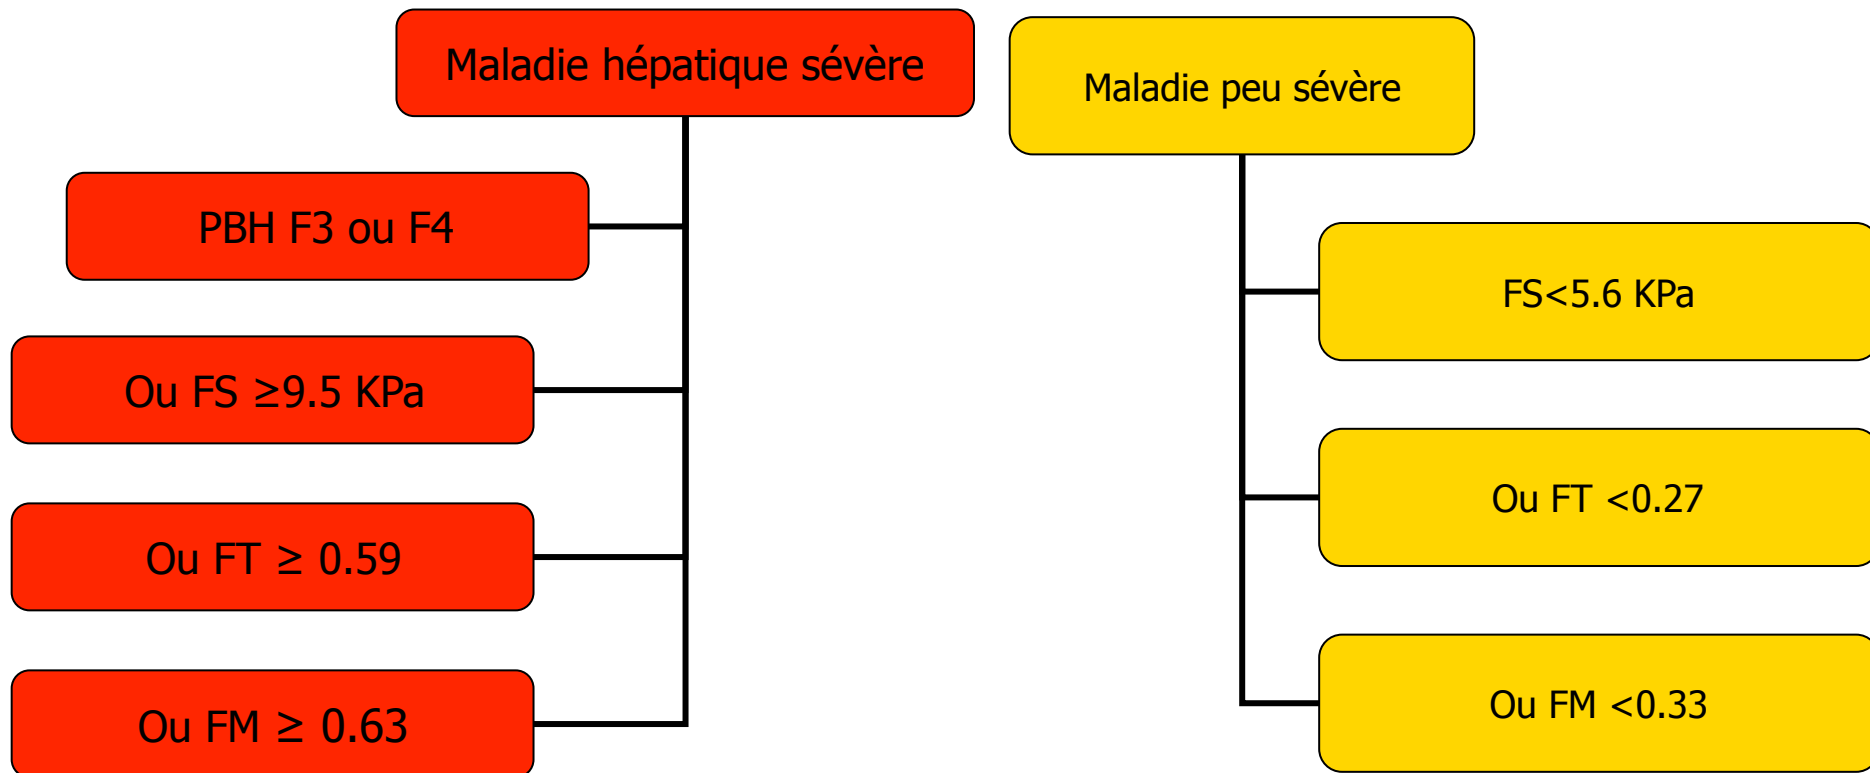 Maladie hépatique sévère
PBH F3 ou F4
Ou FS ≥9.5 KPa
Ou FT ≥ 0.59
Ou FM ≥ 0.63
Maladie peu sévère
FS<5.6 KPa
Ou FT <0.27
Ou FM <0.33